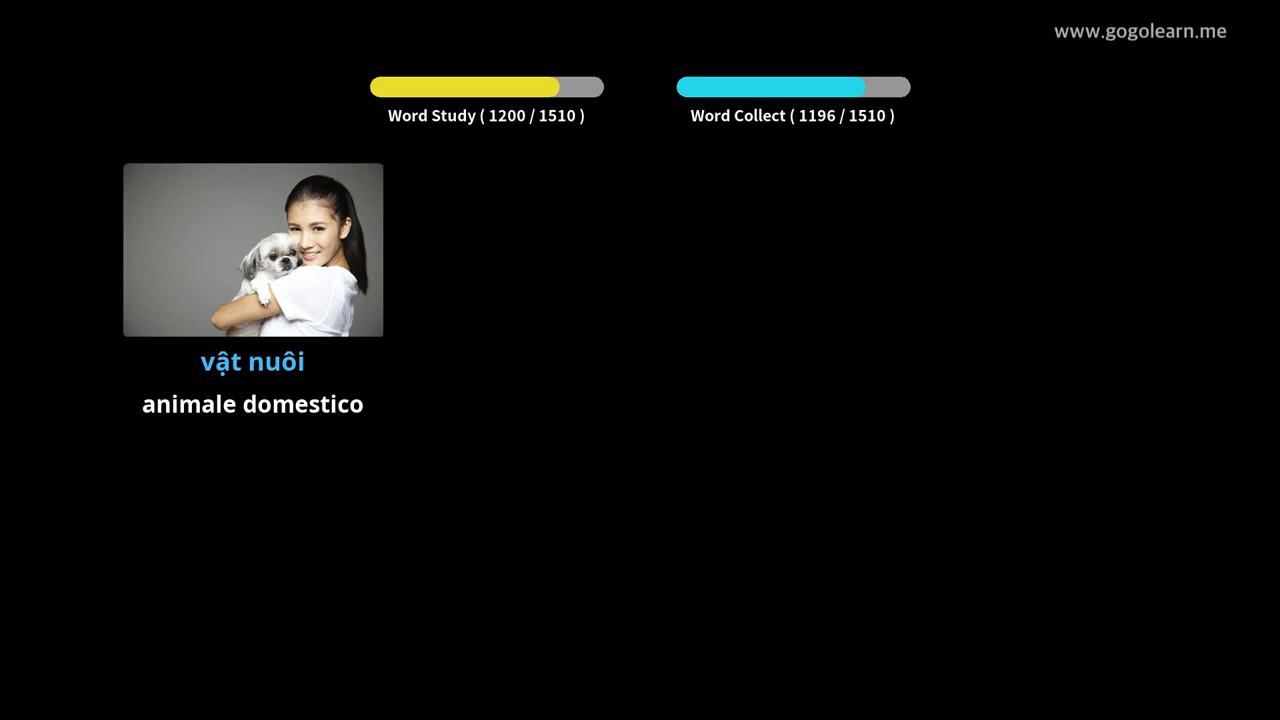 www.gogolearn.me
Word Study ( 1200 / 1510 )
Word Collect ( 1196 / 1510 )
vật nuôi
animale domestico